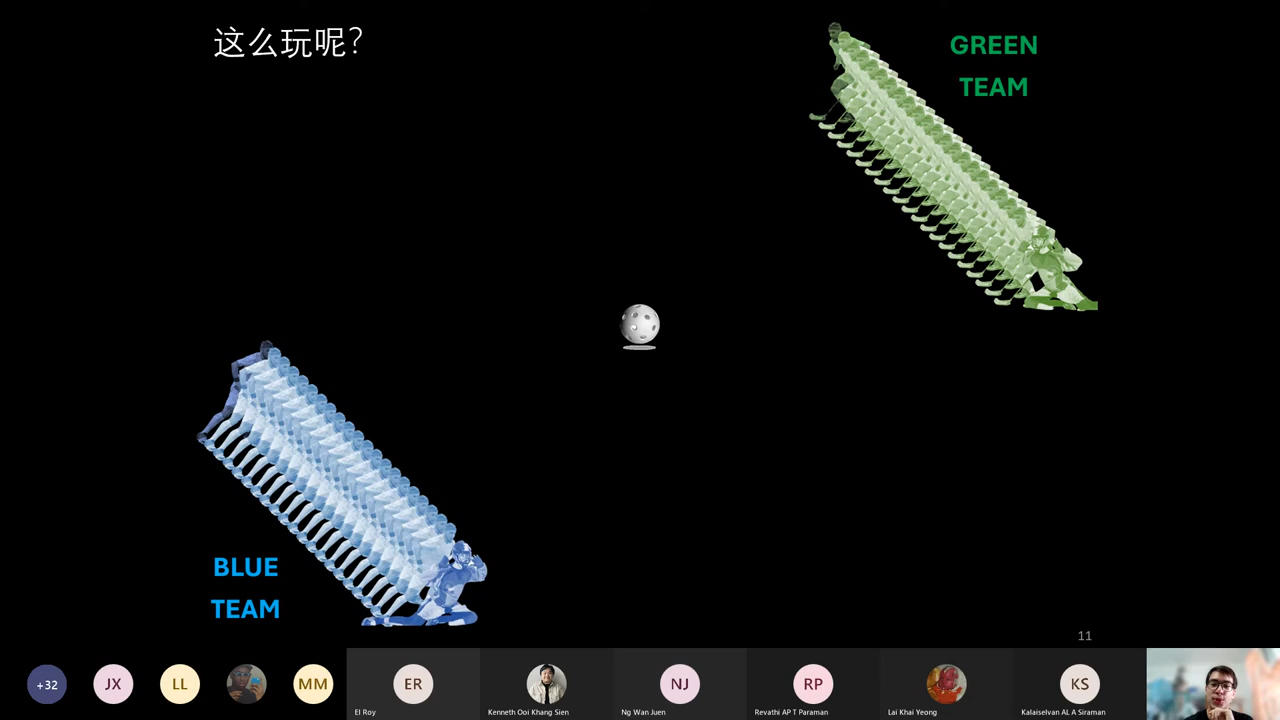 这么玩呢？
GREEN
TEAM
BLUE
TEAM
11
+32
JX
LL
MM
ER
NJ
RP
KS
El Roy
Kenneth Ooi Khang Sien
Ng Wan Juen
Revathi AP T Paraman
Lai Khai Yeong
Kalaiselvan AL A Siraman